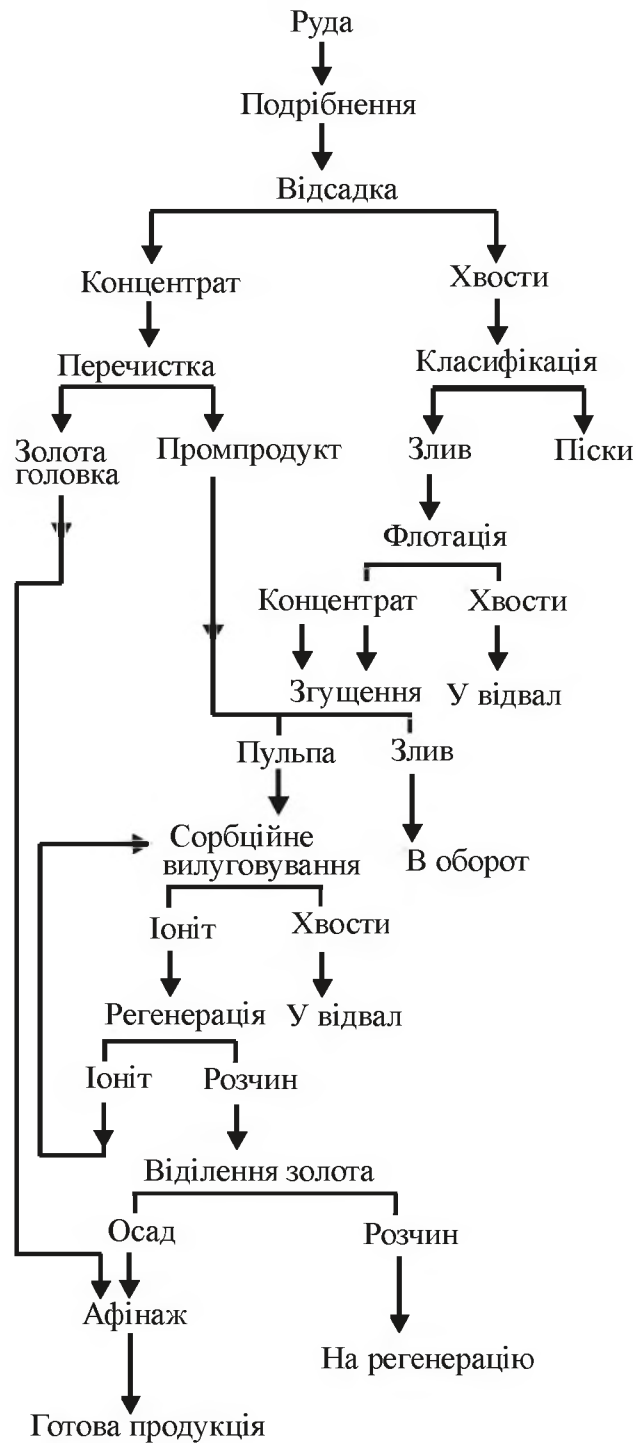 Руда
Подрібнення
Відсадка
Концентрат
Хвости
Перечистка
Класифікація
Золота
головка
Промпродукт
Злив
Піски
Флотація
Концентрат
Хвости
Згущення
У відвал
Пульпа
Злив
Сорбційне
вилуговування
В оборот
Іоніт
Хвости
Регенерація
У відвал
Іоніт
Розчин
Віділення золота
Осад
Розчин
Афінаж
На регенерацію
Готова продукція